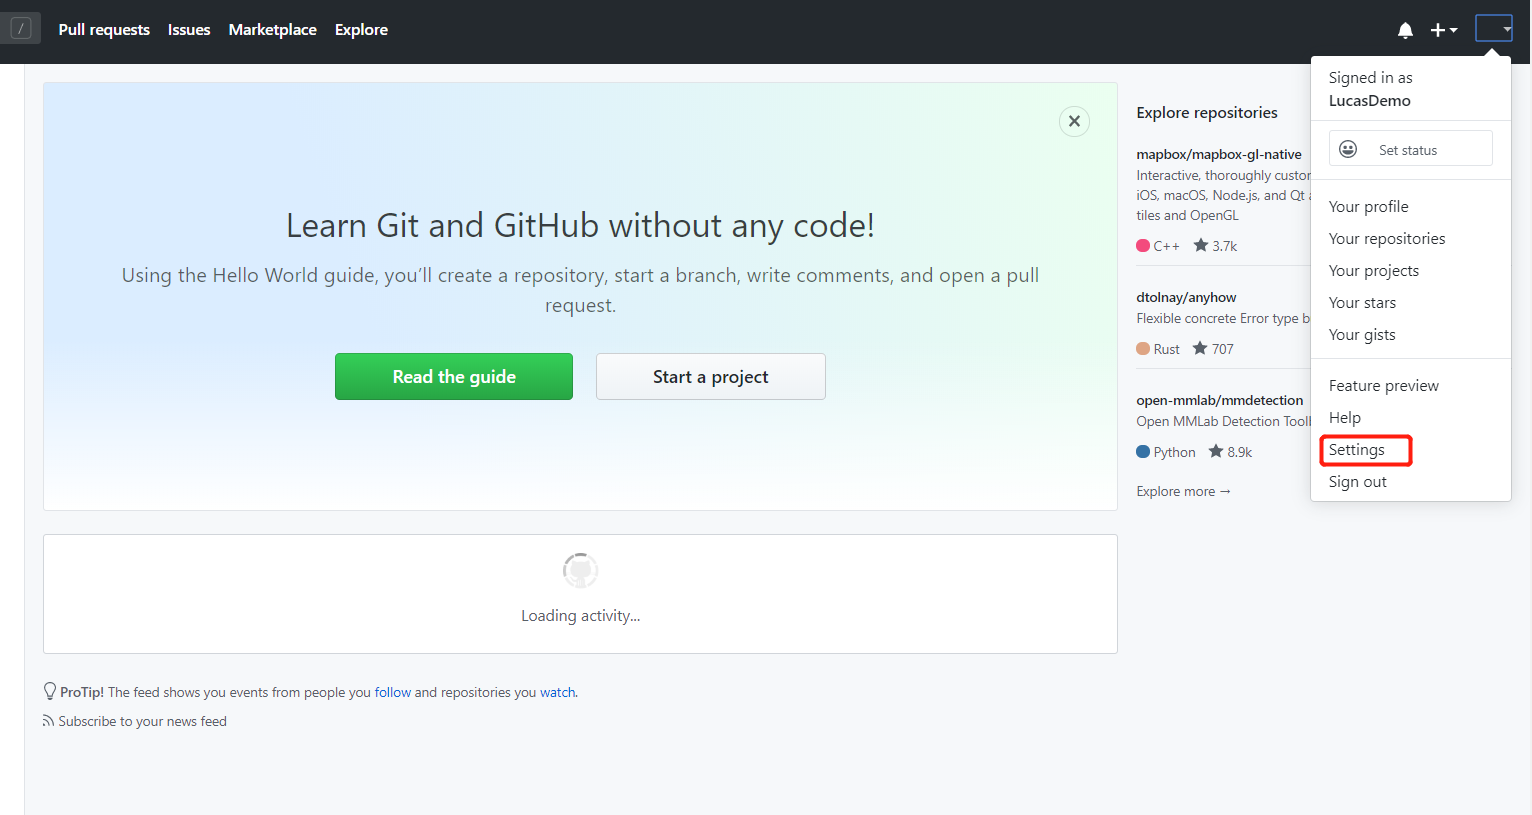 /
Pull requests
Issues
Marketplace
Explore
Learn Git and GitHub without any code!
Using the Hello World guide, you’ll create a repository, start a branch, write comments, and open a pull
request.
Read the guide
Start a project
Loading activity...
ProTip! The feed shows you events from people you follow and repositories you watch.
Subscribe to your news feed
Explore repositories
mapbox/mapbox-gl-native
Interactive, thoroughly
iOS, macOS, Node.js, and Qt
tiles and OpenGL
C++ 3.7k
dtolnay/anyhow
Flexible concrete Error type
Rust 707
open-mmlab/mmdetection
Open MMLab Detection
Python 8.9k
Explore more →
Signed in as
LucasDemo
Set status
Your profile
Your repositories
Your projects
Your stars
Your gists
Feature preview
Help
Settings
Sign out